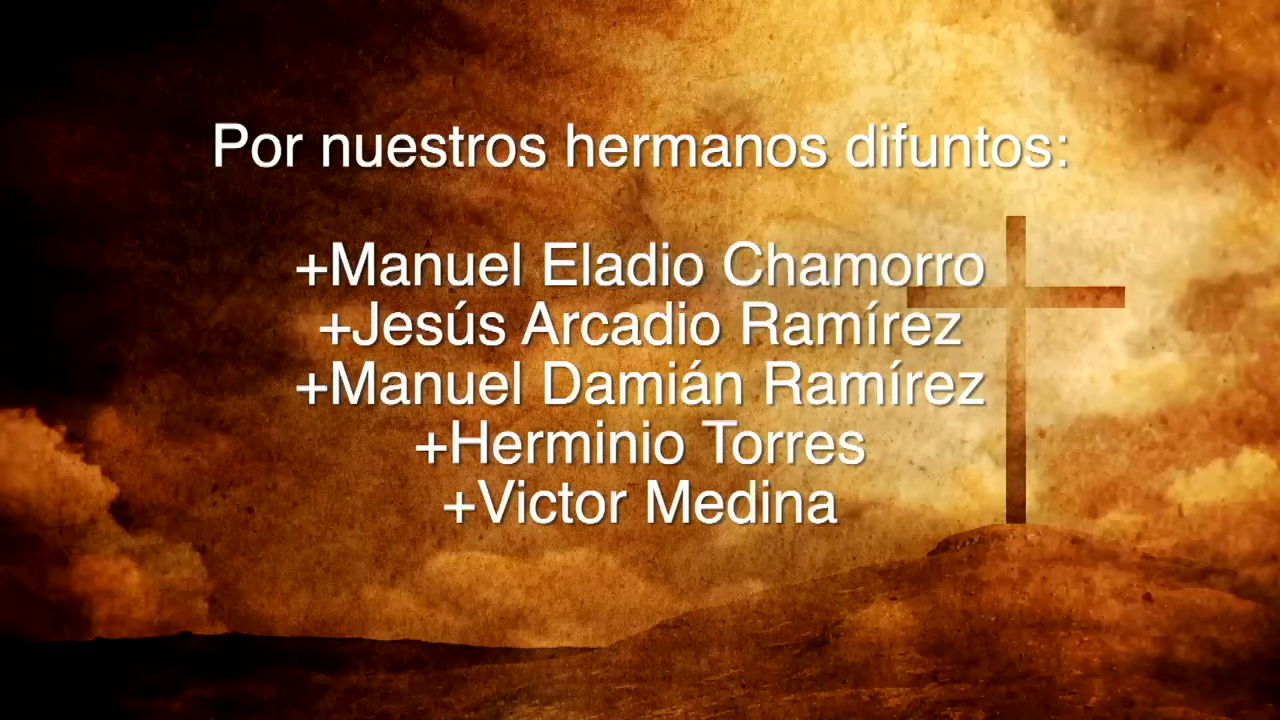 Por nuestros hermanos difuntos:
+Manuel Eladio Chamorro
+Jesús Arcadio Ramírez
+Manuel Damián Ramírez
+Herminio Torres
+Victor Medina